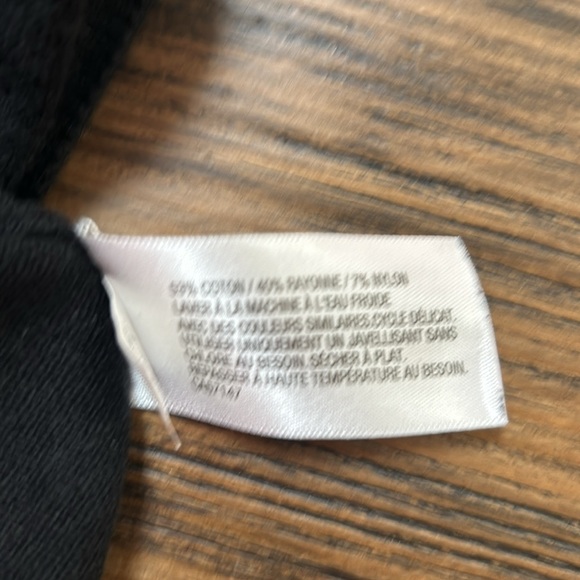 53% COTON / 40% RAYONNE / 7% NYLON
LAVER À LA MACHINE À L'EAU FROIDE
AVEC DES COULEURS SIMILAIRES.CYCLE DÉLICAT.
UTILISER UNIQUEMENT UN JAVELLISANT SANS
CHLORE AU BESOIN. SÉCHER À PLAT.
REPASSER À HAUTE TEMPÉRATURE AU BESOIN.